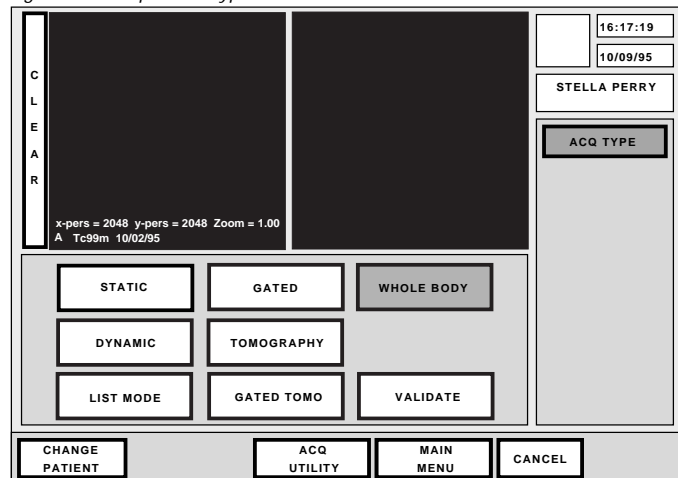 16:17:19
10/09/95
C
L
E
A
R
STELLA PERRY
ACQ TYPE
x-pers = 2048 y-pers = 2048 Zoom = 1.00
A Tc99m 10/02/95
STATIC
GATED
WHOLE BODY
DYNAMIC
TOMOGRAPHY
LIST MODE
GATED TOMO
VALIDATE
CHANGE
PATIENT
ACQ
UTILITY
MAIN
MENU
CANCEL